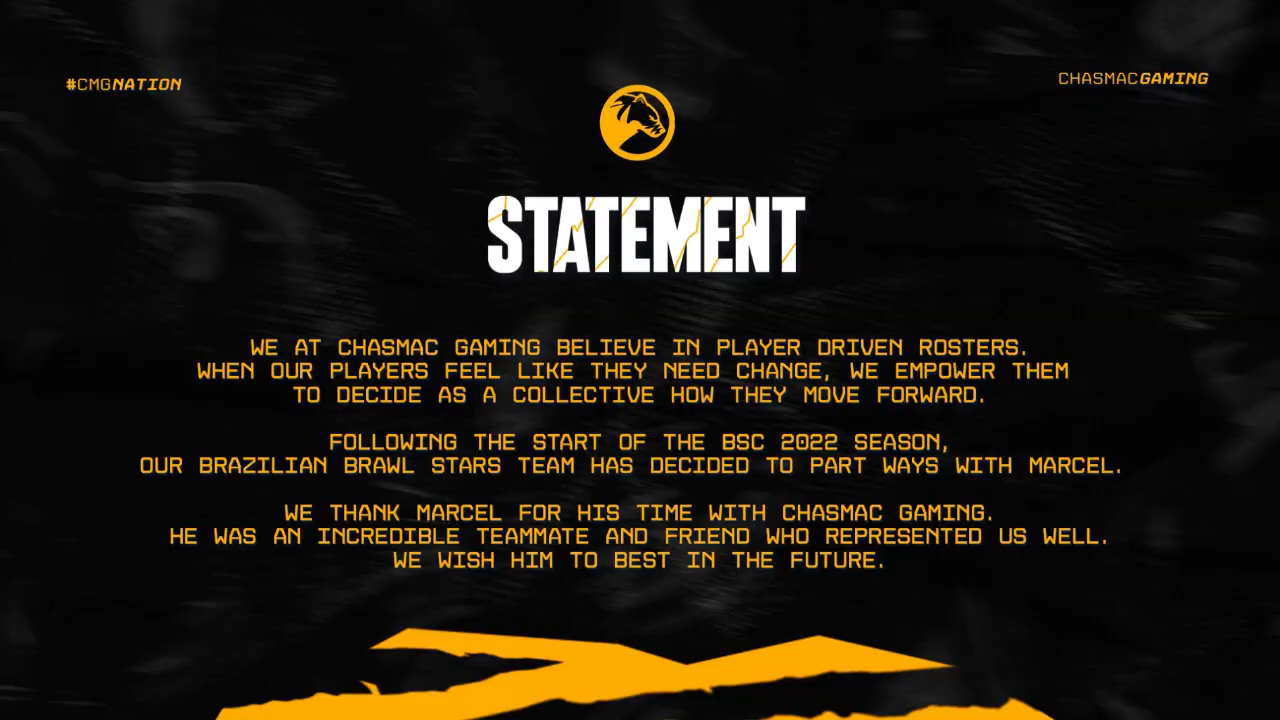 #CMGNATION
CHASMACGAMING
STATEMENT
WE AT CHASMAC GAMING BELIEVE IN PLAYER DRIVEN ROSTERS.
WHEN OUR PLAYERS FEEL LIKE THEY NEED CHANGE, WE EMPOWER THEM
TO DECIDE AS A COLLECTIVE HOW THEY MOVE FORWARD.
FOLLOWING THE START OF THE BSC 2022 SEASON,
OUR BRAZILIAN BRAWL STARS TEAM HAS DECIDED TO PART WAYS WITH MARCEL.
WE THANK MARCEL FOR HIS TIME WITH CHASMAC GAMING.
HE WAS AN INCREDIBLE TEAMMATE AND FRIEND WHO REPRESENTED US WELL.
WE WISH HIM TO BEST IN THE FUTURE.